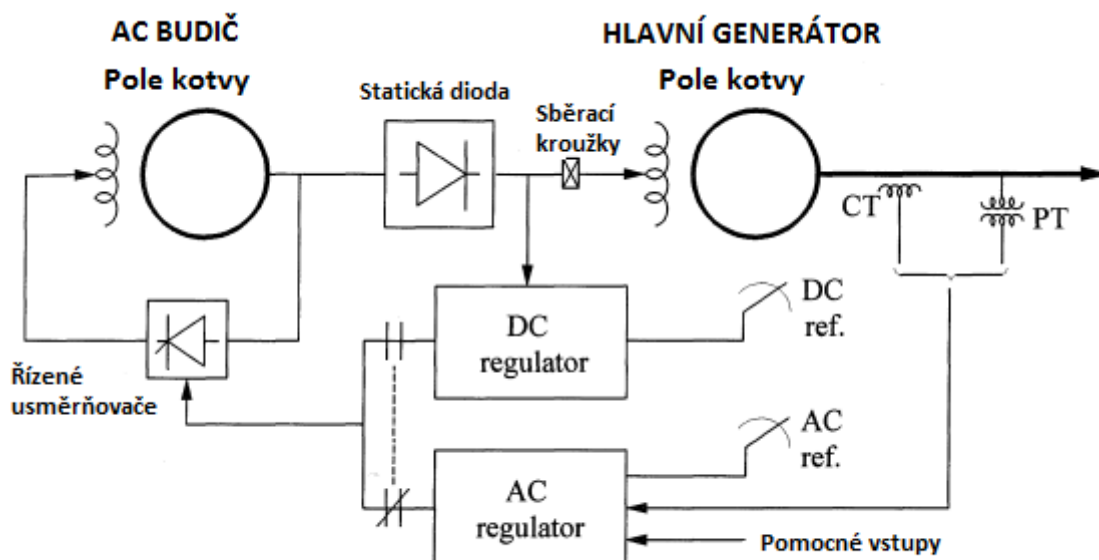 AC BUDIČ
HLAVNÍ GENERÁTOR
Pole kotvy
Pole kotvy
Statická dioda
Sběrací
kroužky
CT
PT
DC
regulator
DC
ref.
Řízené
usměrňovače
AC
regulator
AC
ref.
Pomocné vstupy